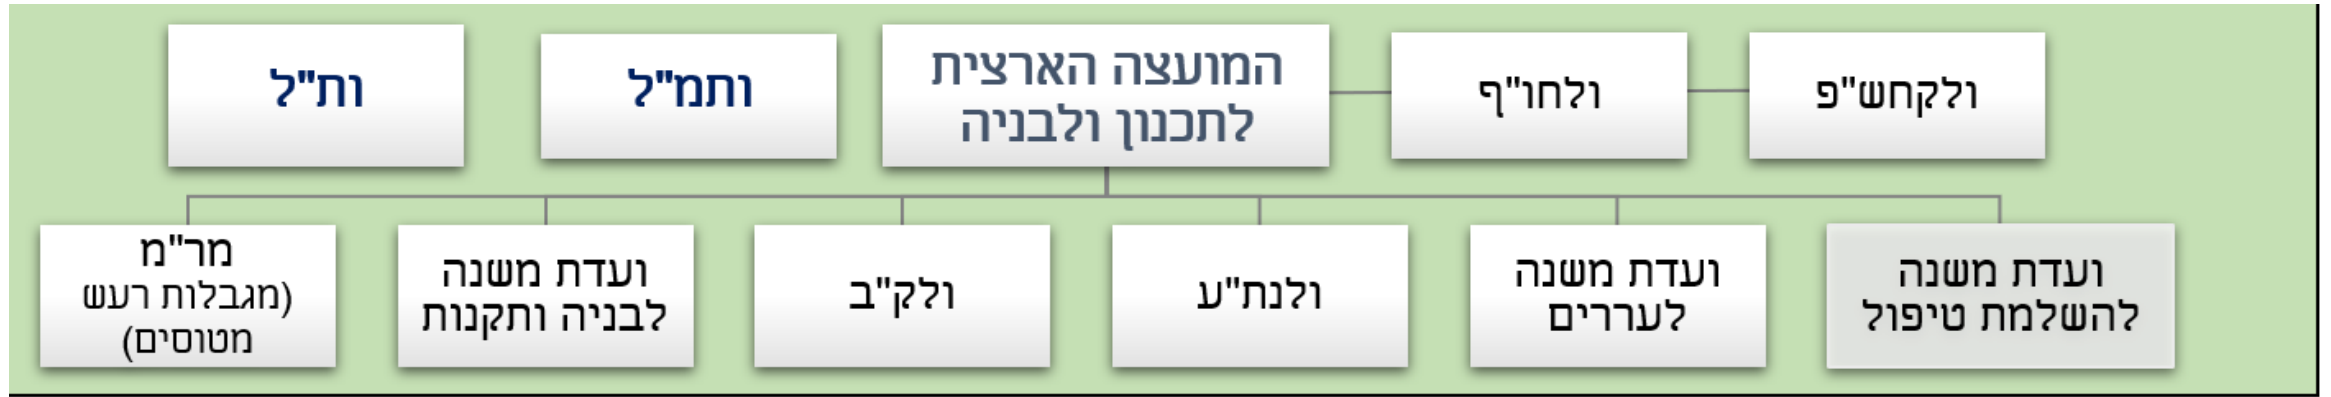 ולקחש"פ
ולחו"ף
המועצה הארצית
לתכנון ולבניה
ותמ"ל
ות"ל
ועדת משנה
להשלמת טיפול
ועדת משנה
לעררים
ולנת"ע
ולק"ב
ועדת משנה
לבניה ותקנות
מר"מ
(מגבלות רעש
מטוסים)